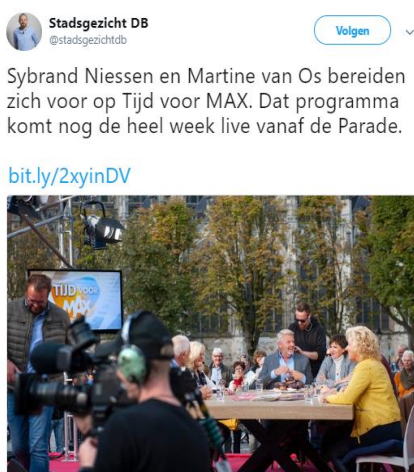 Stadsgezicht DB
@stadsgezichtdb
Volgen
Sybrand Niessen en Martine van Os bereiden
zich voor op Tijd voor MAX. Dat programma
komt nog de heel week live vanaf de Parade.
bit.ly/2xyinDV
TIJD VOOR
MAX